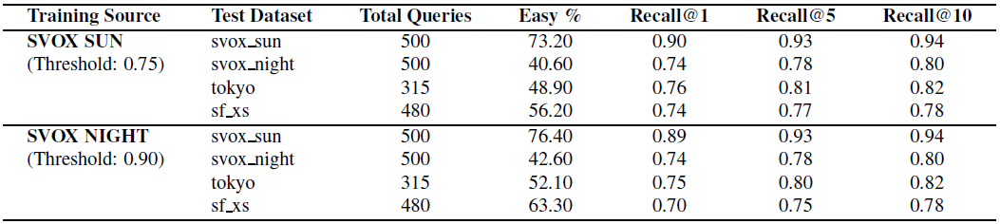 Training Source Test Dataset Total Queries Easy % Recall@1 Recall@5 Recall@10
SVOX SUN svox_sun 500 73.20 0.90 0.93 0.94
(Threshold: 0.75) svox_night 500 40.60 0.74 0.78 0.80
tokyo 315 48.90 0.76 0.81 0.82
sf_xs 480 56.20 0.74 0.77 0.78
SVOX NIGHT svox_sun 500 76.40 0.89 0.93 0.94
(Threshold: 0.90) svox_night 500 42.60 0.74 0.78 0.80
tokyo 315 52.10 0.75 0.80 0.82
sf_xs 480 63.30 0.70 0.75 0.78